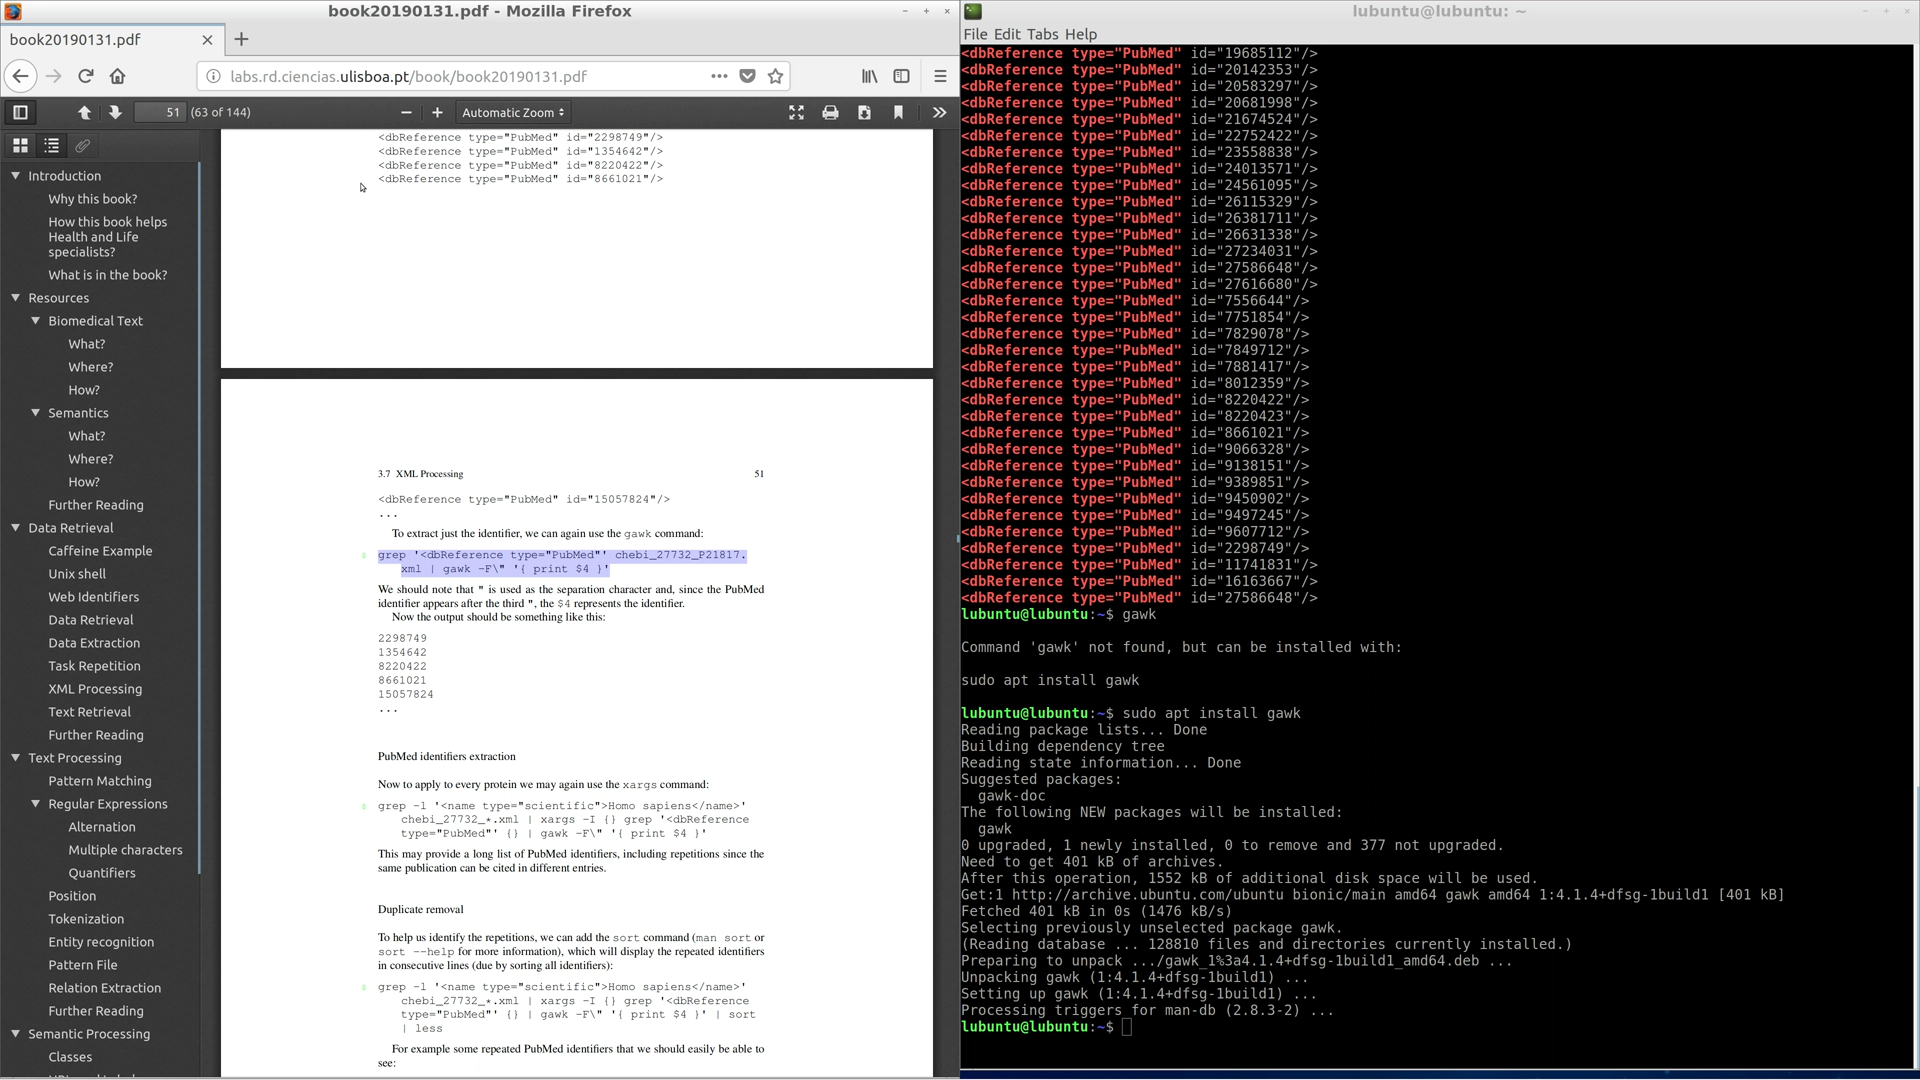 book20190131.pdf - Mozilla Firefox
book20190131.pdf
labs.rd.ciencas.ulisboa.pt/book/book20190131.pdf
51 (63 of 144)
Automatic Zoom
Introduction
Why this book?
How this book helps
Health and Life
specialists?
What is in the book?
Resources
Biomedical Text
What?
Where?
How?
Semantics
What?
Where?
How?
Further Reading
Data Retrieval
Caffeine Example
Unix shell
Web Identifiers
Data Retrieval
Data Extraction
Task Repetition
XML Processing
Text Retrieval
Further Reading
Text Processing
Pattern Matching
Regular Expressions
Alternation
Multiple characters
Quantifiers
Position
Tokenization
Entity recognition
Pattern File
Relation Extraction
Further Reading
Semantic Processing
Classes
<dbReference type="PubMed" id="2298749"/>
<dbReference type="PubMed" id="1354642"/>
<dbReference type="PubMed" id="8220422"/>
<dbReference type="PubMed" id="8661021"/>
3.7 XML Processing 51
<dbReference type="PubMed" id="15057824"/>
...
To extract just the identifier, we can again use the gawk command:
grep '<dbReference type="PubMed"' chebi_27732_P21817.
xml | gawk -F\" '{ print $4 }'
We should note that " is used as the separation character and, since the PubMed
identifier appears after the third ", the $4 represents the identifier.
Now the output should be something like this:
2298749
1354642
8220422
8661021
15057824
...
PubMed identifiers extraction
Now to apply to every protein we may again use the xargs command:
grep -l '<name type="scientific">Homo sapiens</name>'
chebi_27732_*.xml | xargs -I {} grep '<dbReference
type="PubMed"' {} | gawk -F\" '{ print $4 }'
This may provide a long list of PubMed identifiers, including repetitions since the
same publication can be cited in different entries.
Duplicate removal
To help us identify the repetitions, we can add the sort command (man sort or
sort --help for more information), which will display the repeated identifiers
in consecutive lines (due by sorting all identifiers):
grep -l '<name type="scientific">Homo sapiens</name>'
chebi_27732_*.xml | xargs -I {} grep '<dbReference
type="PubMed"' {} | gawk -F\" '{ print $4 }' | sort
| less
For example some repeated PubMed identifiers that we should easily be able to
see:
lubuntu@lubuntu: ~
File Edit Tabs Help
<dbReference type="PubMed" id="19685112"/>
<dbReference type="PubMed" id="20142353"/>
<dbReference type="PubMed" id="20583297"/>
<dbReference type="PubMed" id="20681998"/>
<dbReference type="PubMed" id="21674524"/>
<dbReference type="PubMed" id="22752422"/>
<dbReference type="PubMed" id="23558838"/>
<dbReference type="PubMed" id="24013571"/>
<dbReference type="PubMed" id="24561095"/>
<dbReference type="PubMed" id="26115329"/>
<dbReference type="PubMed" id="26381711"/>
<dbReference type="PubMed" id="26631338"/>
<dbReference type="PubMed" id="27234031"/>
<dbReference type="PubMed" id="27586648"/>
<dbReference type="PubMed" id="27616680"/>
<dbReference type="PubMed" id="7556644"/>
<dbReference type="PubMed" id="7751854"/>
<dbReference type="PubMed" id="7829078"/>
<dbReference type="PubMed" id="7849712"/>
<dbReference type="PubMed" id="7881417"/>
<dbReference type="PubMed" id="8012359"/>
<dbReference type="PubMed" id="8220422"/>
<dbReference type="PubMed" id="8220423"/>
<dbReference type="PubMed" id="8661021"/>
<dbReference type="PubMed" id="9066328"/>
<dbReference type="PubMed" id="9138151"/>
<dbReference type="PubMed" id="9389851"/>
<dbReference type="PubMed" id="9450902"/>
<dbReference type="PubMed" id="9497245"/>
<dbReference type="PubMed" id="9607712"/>
<dbReference type="PubMed" id="2298749"/>
<dbReference type="PubMed" id="11741831"/>
<dbReference type="PubMed" id="16163667"/>
<dbReference type="PubMed" id="27586648"/>
lubuntu@lubuntu:~$ gawk
Command 'gawk' not found, but can be installed with:
sudo apt install gawk
lubuntu@lubuntu:~$ sudo apt install gawk
Reading package lists... Done
Building dependency tree
Reading state information... Done
Suggested packages:
gawk-doc
The following NEW packages will be installed:
gawk
0 upgraded, 1 newly installed, 0 to remove and 377 not upgraded.
Need to get 401 kB of archives.
After this operation, 1552 kB of additional disk space will be used.
Get:1 http://archive.ubuntu.com/ubuntu bionic/main amd64 gawk amd64 1:4.1.4+dfsg-1build1 [401 kB]
Fetched 401 kB in 0s (1476 kB/s)
Selecting previously unselected package gawk.
(Reading database ... 128810 files and directories currently installed.)
Preparing to unpack .../gawk_1%3a4.1.4+dfsg-1build1_amd64.deb ...
Unpacking gawk (1:4.1.4+dfsg-1build1) ...
Setting up gawk (1:4.1.4+dfsg-1build1) ...
Processing triggers for man-db (2.8.3-2) ...
lubuntu@lubuntu:~$